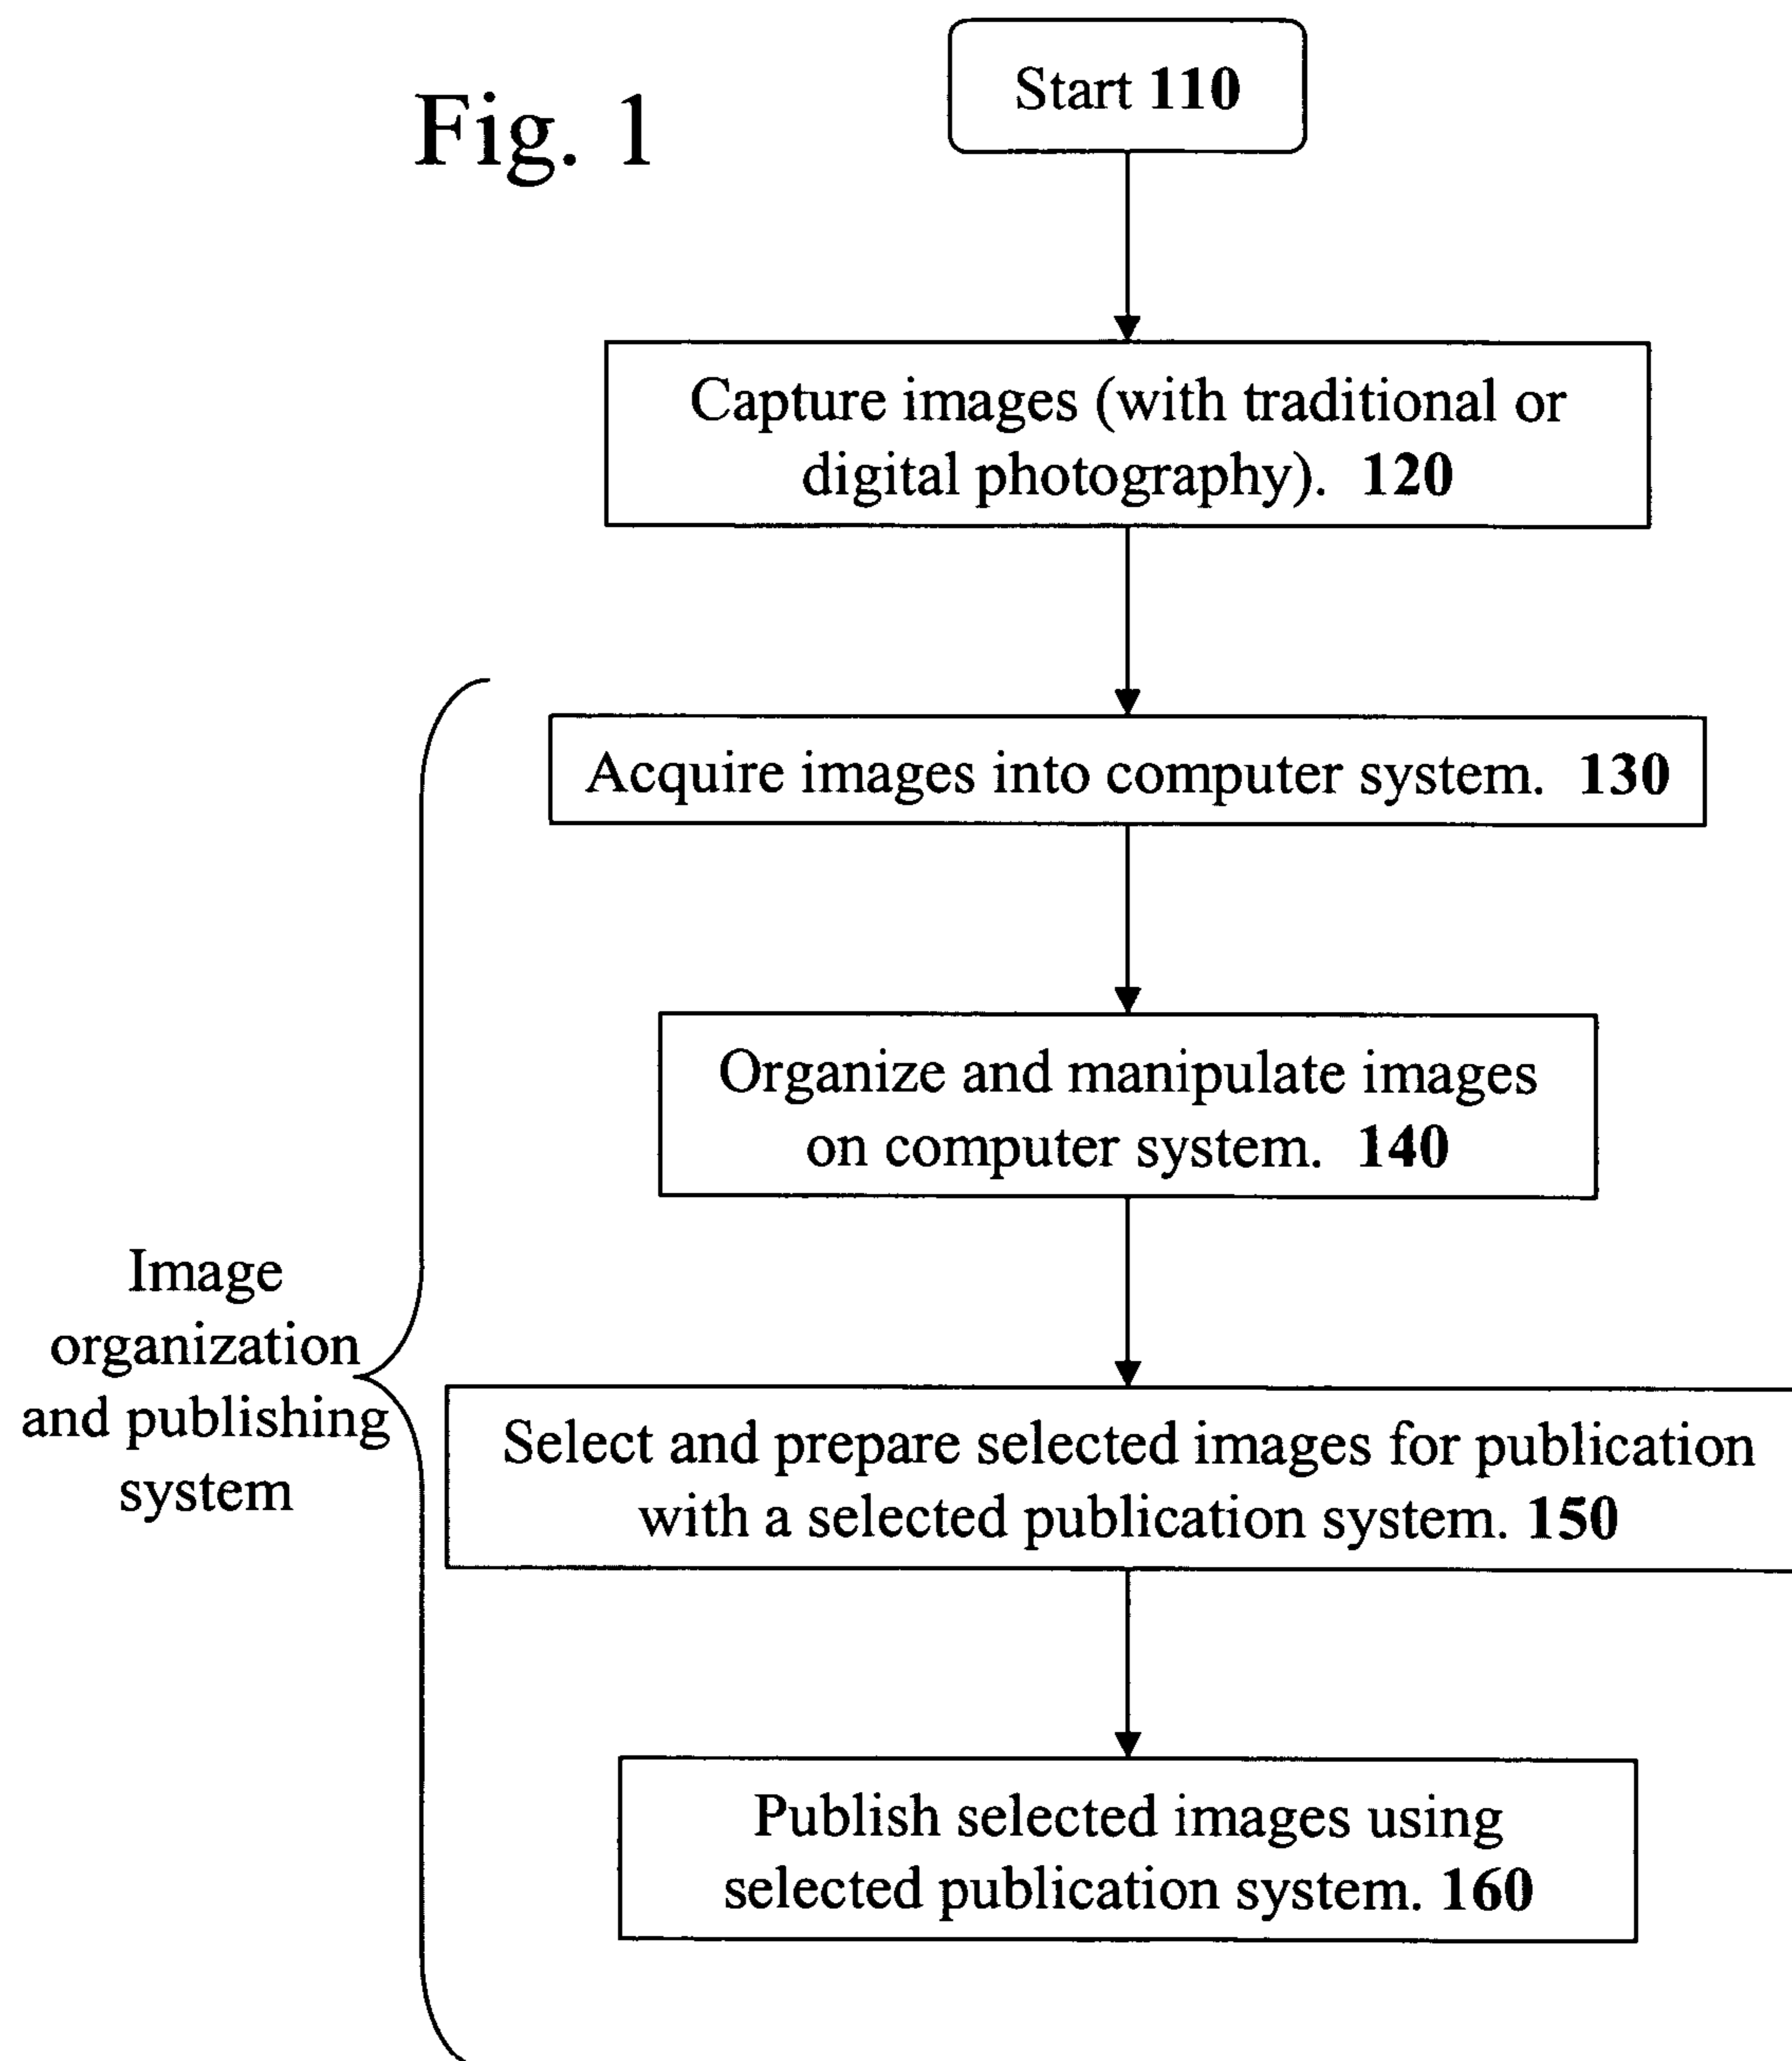 Fig. 1
Start 110
Capture images (with traditional or
digital photography). 120
Acquire images into computer system. 130
Organize and manipulate images
on computer system. 140
Image
organization
and publishing
system
Select and prepare selected images for publication
with a selected publication system. 150
Publish selected images using
selected publication system. 160